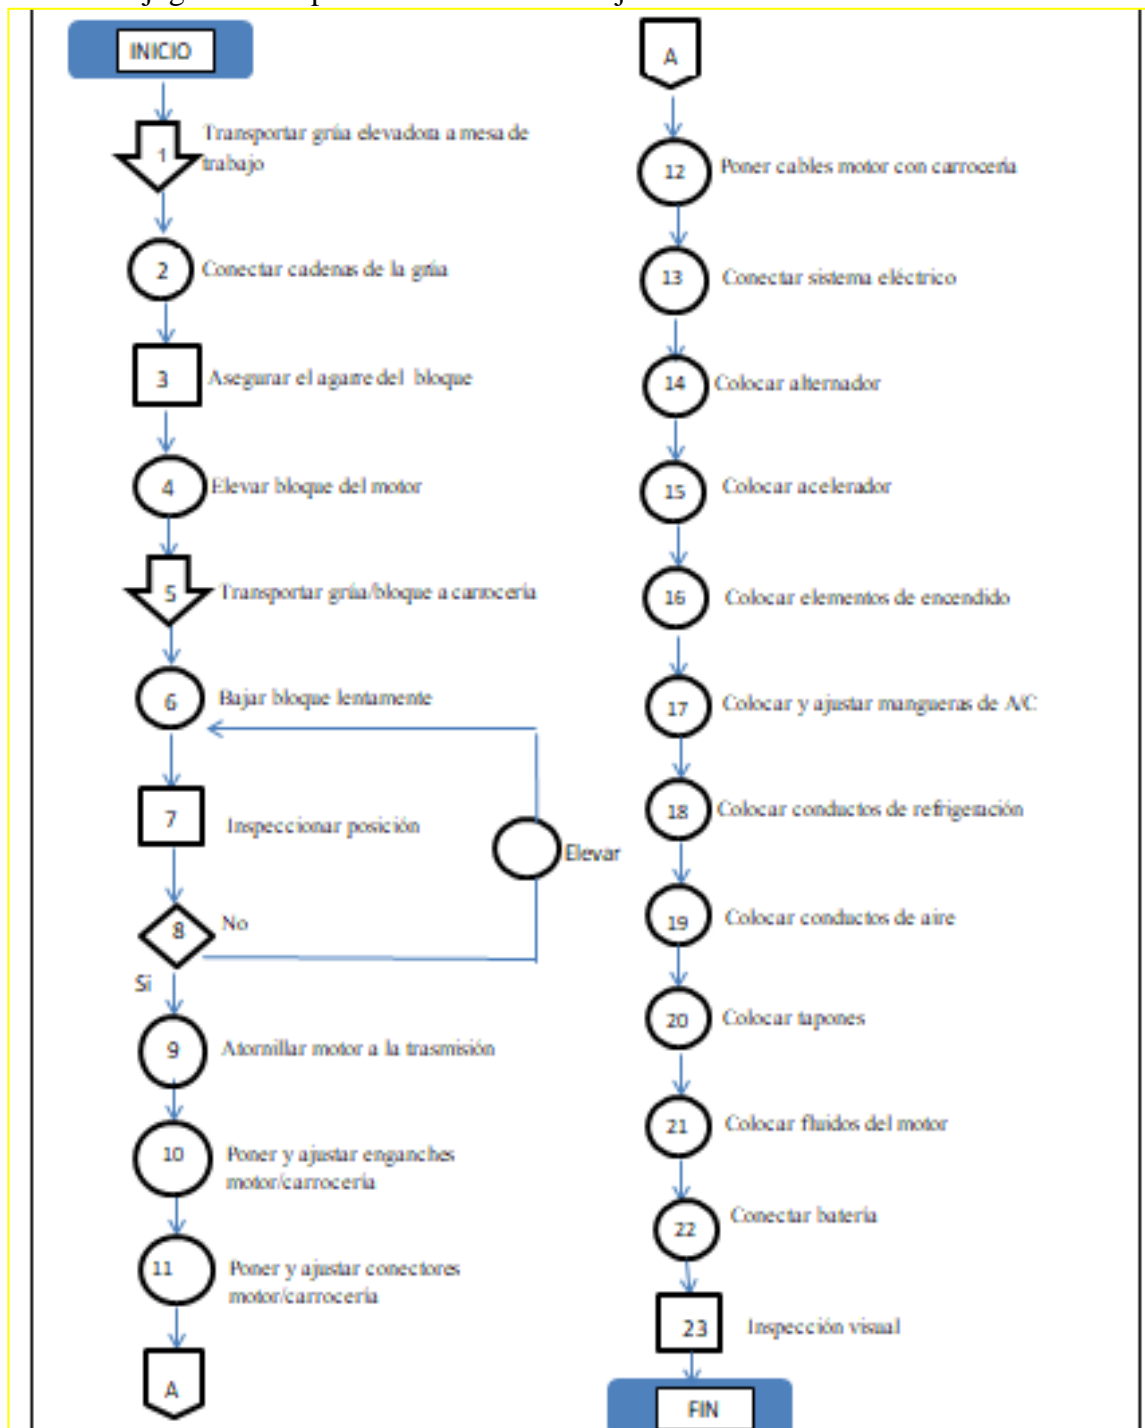 INICIO
1
Transportar grúa elevadora a mesa de
trabajo
2
Conectar cadenas de la grúa
3
Asegurar el agarre del bloque
4
Elevar bloque del motor
5
Transportar grúa/bloque a carrocería
6
Bajar bloque lentamente
7
Inspeccionar posición
Elevar
8
No
Si
9
Atornillar motor a la trasmisión
10
Poner y ajustar enganches
motor/carrocería
11
Poner y ajustar conectores
motor/carrocería
A
A
12
Poner cables motor con carrocería
13
Conectar sistema eléctrico
14
Colocar alternador
15
Colocar acelerador
16
Colocar elementos de encendido
17
Colocar y ajustar mangueras de A/C
18
Colocar conductos de refrigeración
19
Colocar conductos de aire
20
Colocar tapones
21
Colocar fluidos del motor
22
Conectar batería
23
Inspección visual
FIN